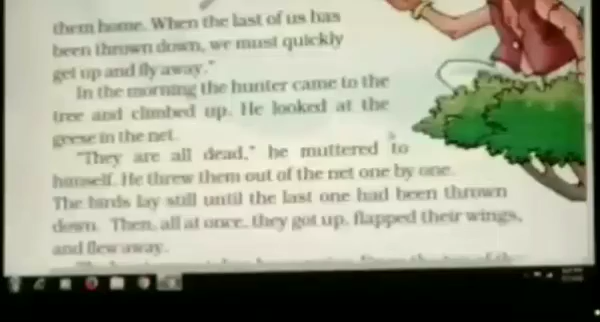 them home. When the last of us has
been thrown down, we must quickly
get up and fly away."
In the morning the hunter came to the
tree and climbed up. He looked at the
geese in the net.
"They are all dead," he muttered to
himself. He threw them out of the net one by one.
The birds lay still until the last one had been thrown
down. Then, all at once, they got up, flapped their wings,
and flew away.